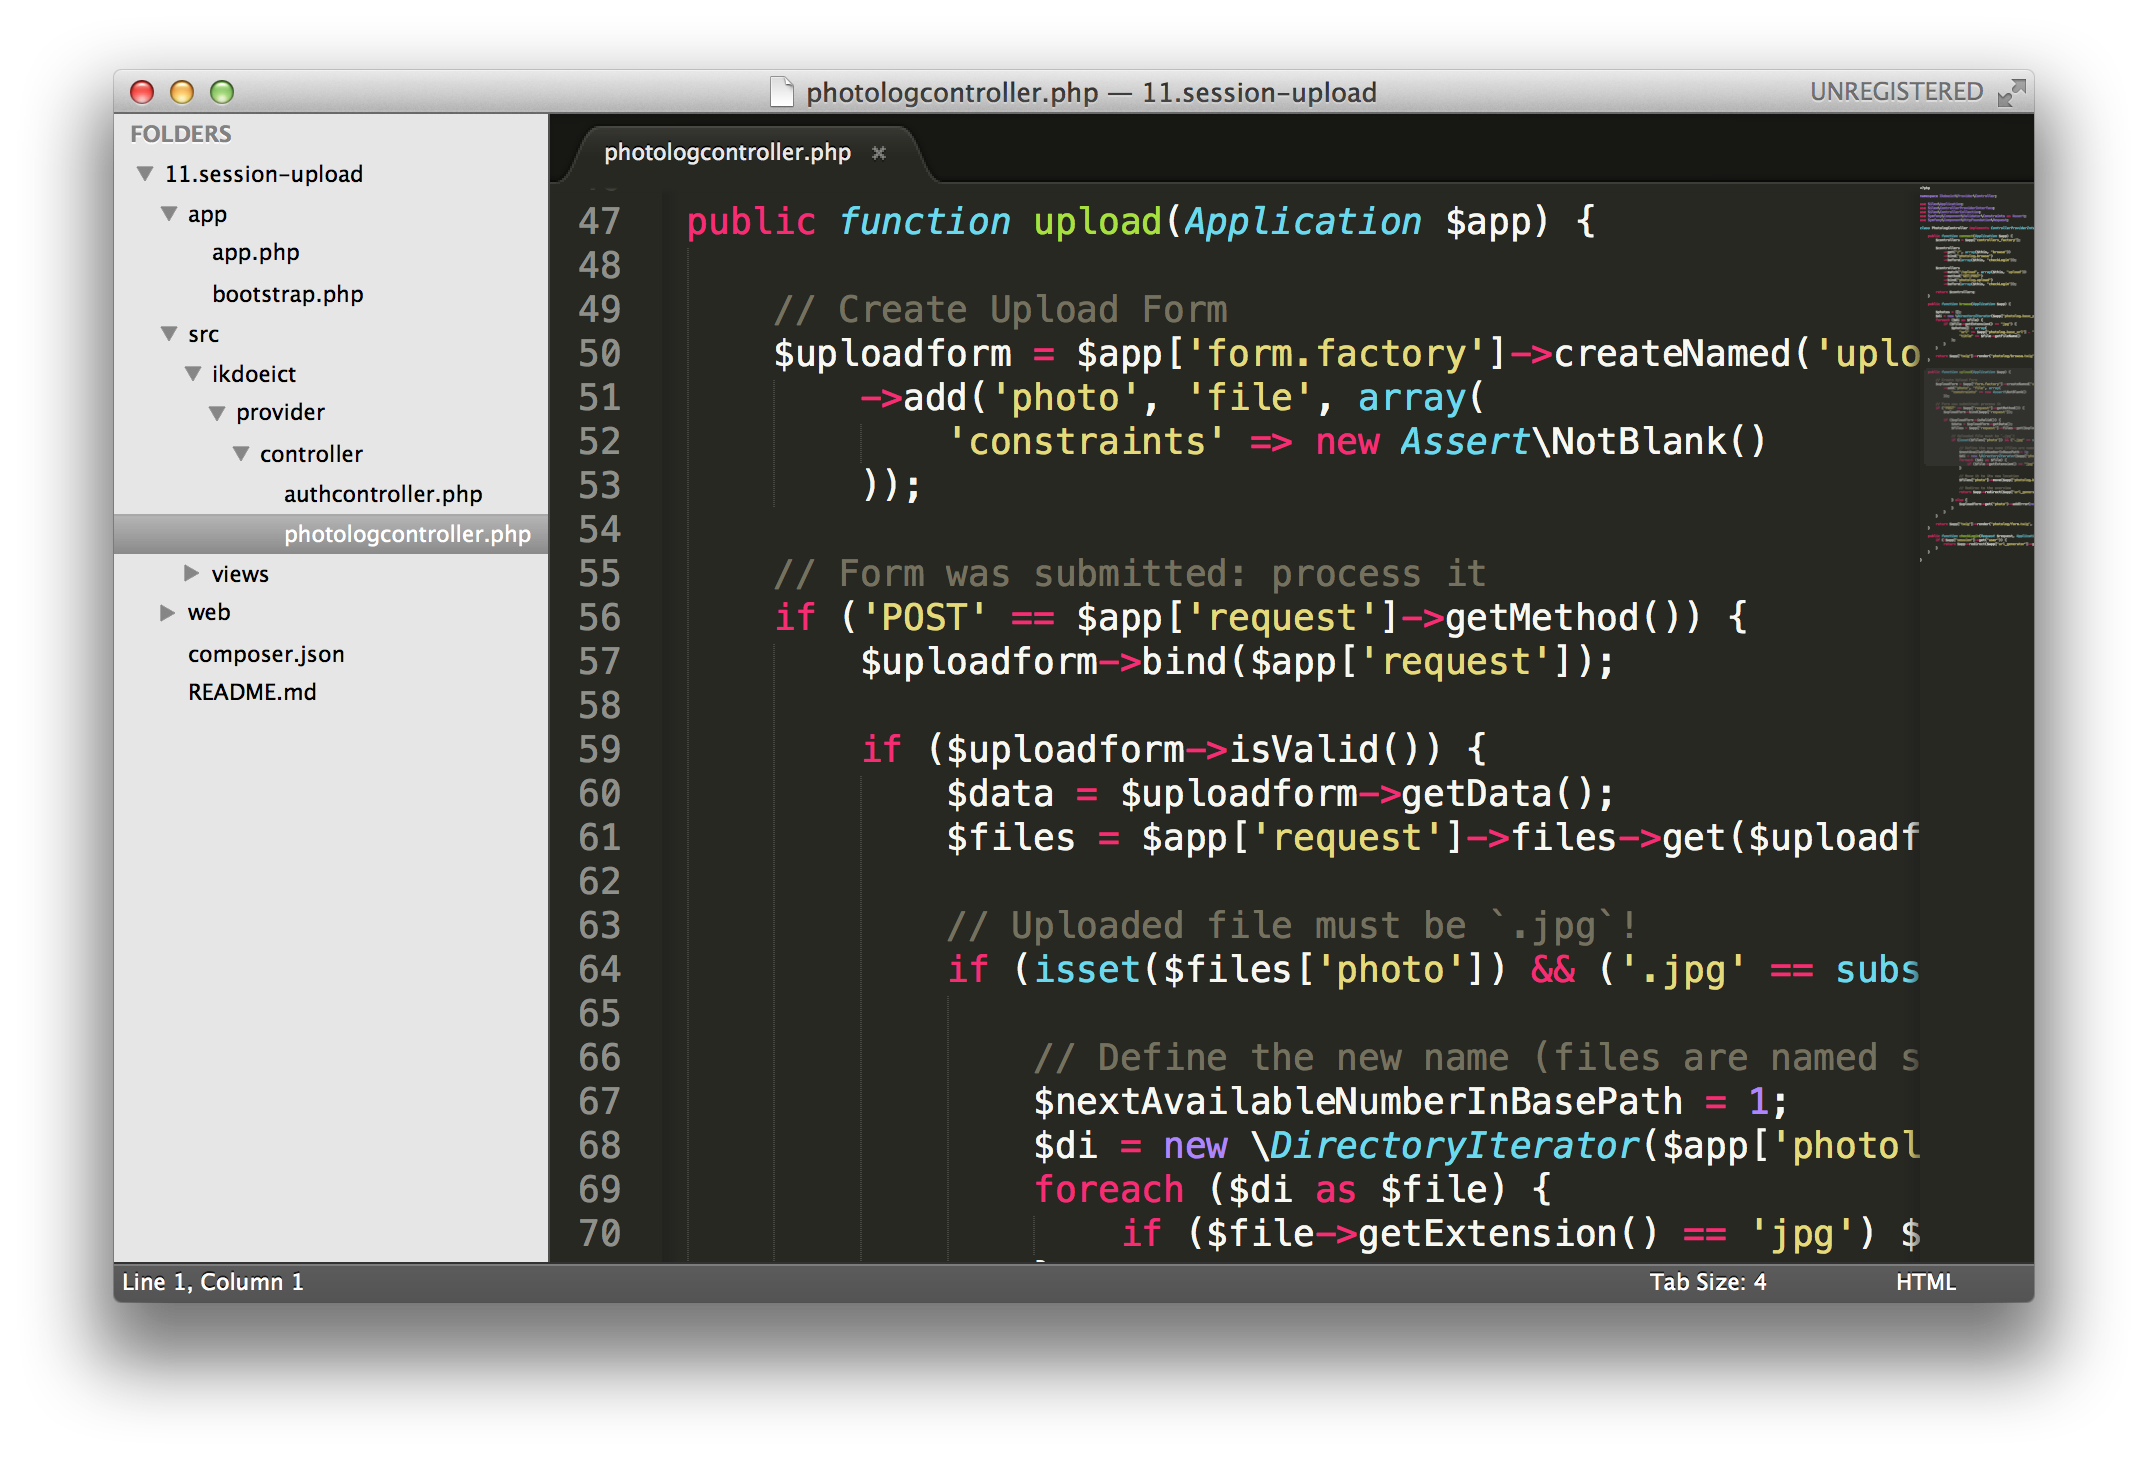 photologcontroller.php — 11.session-upload
UNREGISTERED
FOLDERS
11.session-upload
app
app.php
bootstrap.php
src
ikdoeict
provider
controller
authcontroller.php
photologcontroller.php
views
web
composer.json
README.md
photologcontroller.php
47 public function upload(Application $app) {
48
49 // Create Upload Form
50 $uploadform = $app['form.factory']->createNamed('uplo
51 ->add('photo', 'file', array(
52 'constraints' => new Assert\NotBlank()
53 ));
54
55 // Form was submitted: process it
56 if ('POST' == $app['request']->getMethod()) {
57 $uploadform->bind($app['request']);
58
59 if ($uploadform->isValid()) {
60 $data = $uploadform->getData();
61 $files = $app['request']->files->get($uploadf
62
63 // Uploaded file must be `.jpg`!
64 if (isset($files['photo']) && ('.jpg' == subs
65
66 // Define the new name (files are named s
67 $nextAvailableNumberInBasePath = 1;
68 $di = new \DirectoryIterator($app['photol
69 foreach ($di as $file) {
70 if ($file->getExtension() == 'jpg') $
Line 1, Column 1
Tab Size: 4
HTML